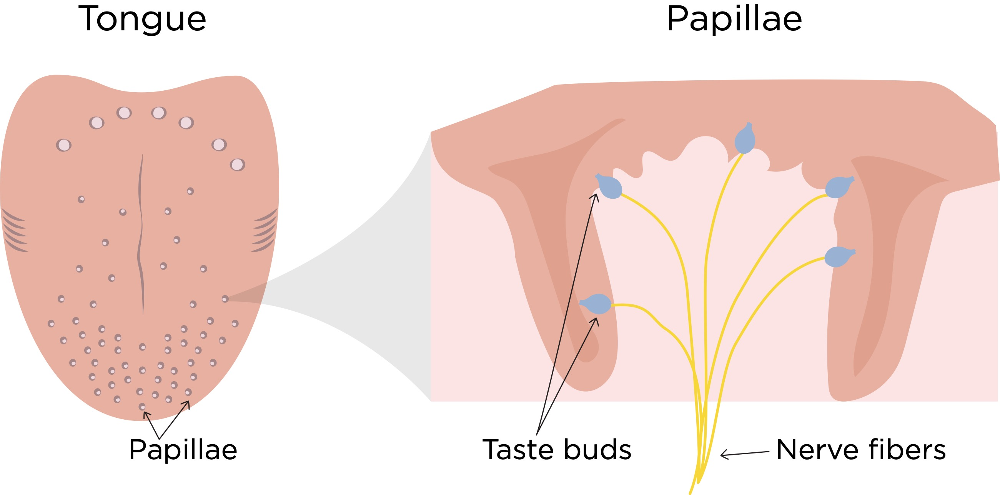 Tongue
Papillae
Papillae
Taste buds
Nerve fibers